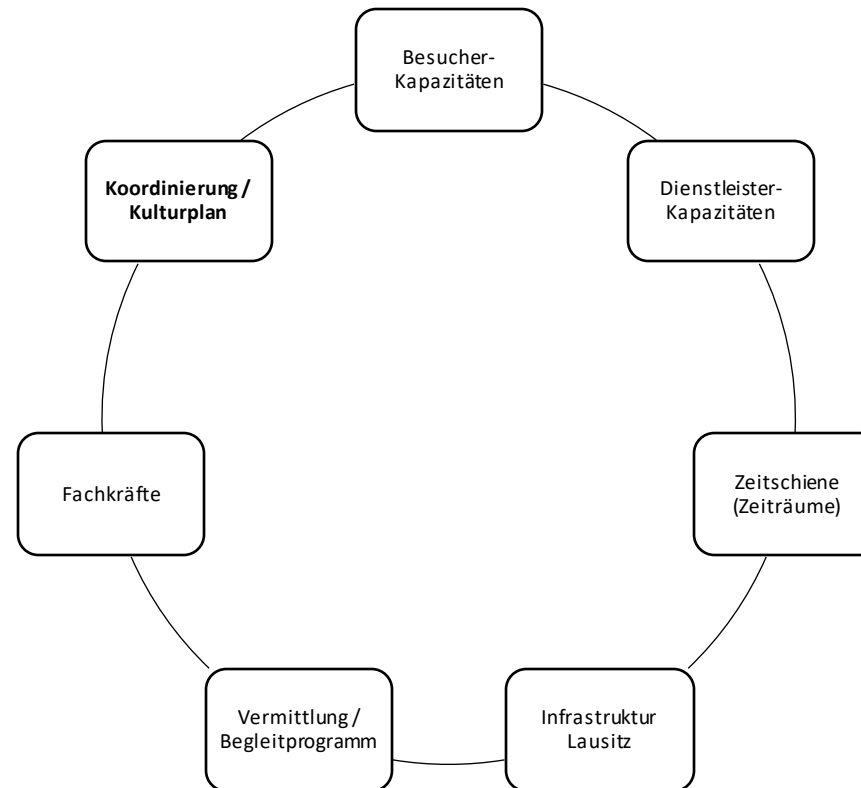 Besucher-
Kapazitäten
Dienstleister-
Kapazitäten
Zeitschiene
(Zeiträume)
Infrastruktur
Lausitz
Vermittlung /
Begleitprogramm
Fachkräfte
Koordinierung /
Kulturplan